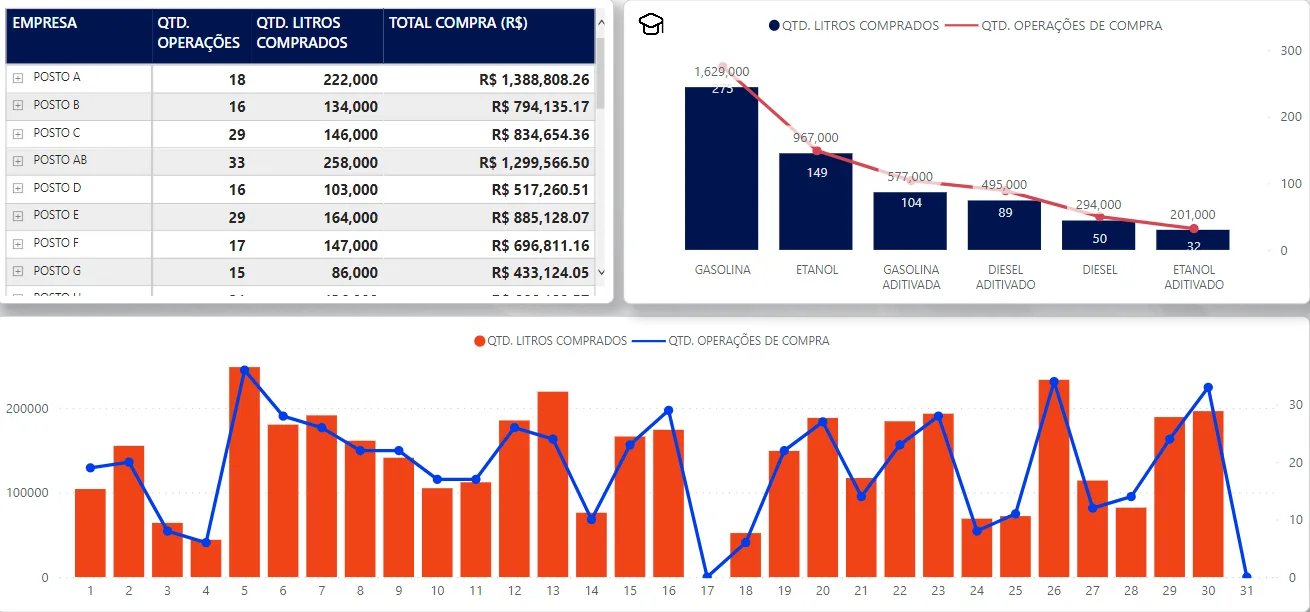 EMPRESA QTD. OPERAÇÕES QTD. LITROS COMPRADOS TOTAL COMPRA (R$)
POSTO A 18 222,000 R$ 1,388,808.26
POSTO B 16 134,000 R$ 794,135.17
POSTO C 29 146,000 R$ 834,654.36
POSTO AB 33 258,000 R$ 1,299,566.50
POSTO D 16 103,000 R$ 517,260.51
POSTO E 29 164,000 R$ 885,128.07
POSTO F 17 147,000 R$ 696,811.16
POSTO G 15 86,000 R$ 433,124.05
QTD. LITROS COMPRADOS QTD. OPERAÇÕES DE COMPRA
300
1,629,000
275
200
967,000
149
577,000
104
100
495,000
89
294,000
50
201,000
32
0
GASOLINA
ETANOL
GASOLINA
ADITIVADA
DIESEL
ADITIVADO
DIESEL
ETANOL
ADITIVADO
QTD. LITROS COMPRADOS QTD. OPERAÇÕES DE COMPRA
200000
100000
0
30
20
10
0
1 2 3 4 5 6 7 8 9 10 11 12 13 14 15 16 17 18 19 20 21 22 23 24 25 26 27 28 29 30 31